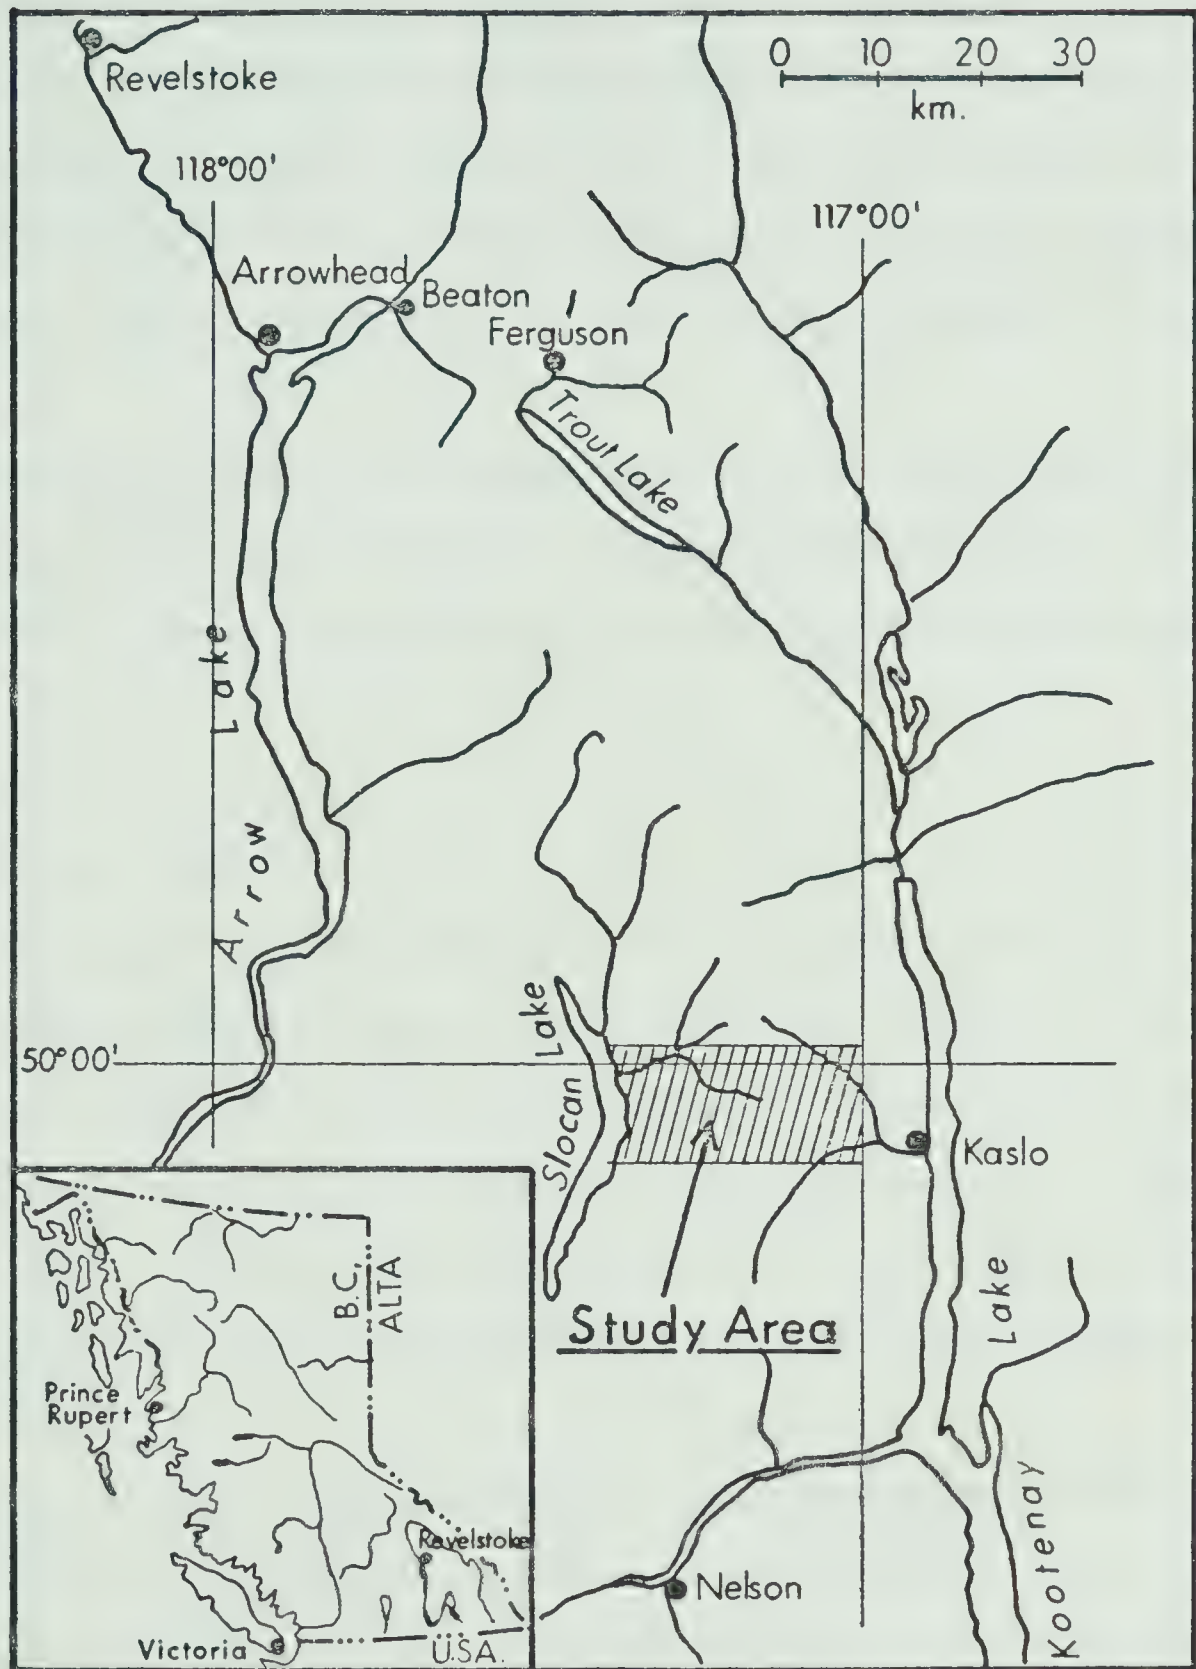 Revelstoke
0 10 20 30
km.
118°00'
117°00'
Arrowhead
Beaton
Ferguson
Trout Lake
Arrow Lake
50°00'
Slocan Lake
Kaslo
Study Area
Kootenay Lake
Nelson
B.C.
ALTA
Prince
Rupert
Revelstoke
Victoria
U.S.A.